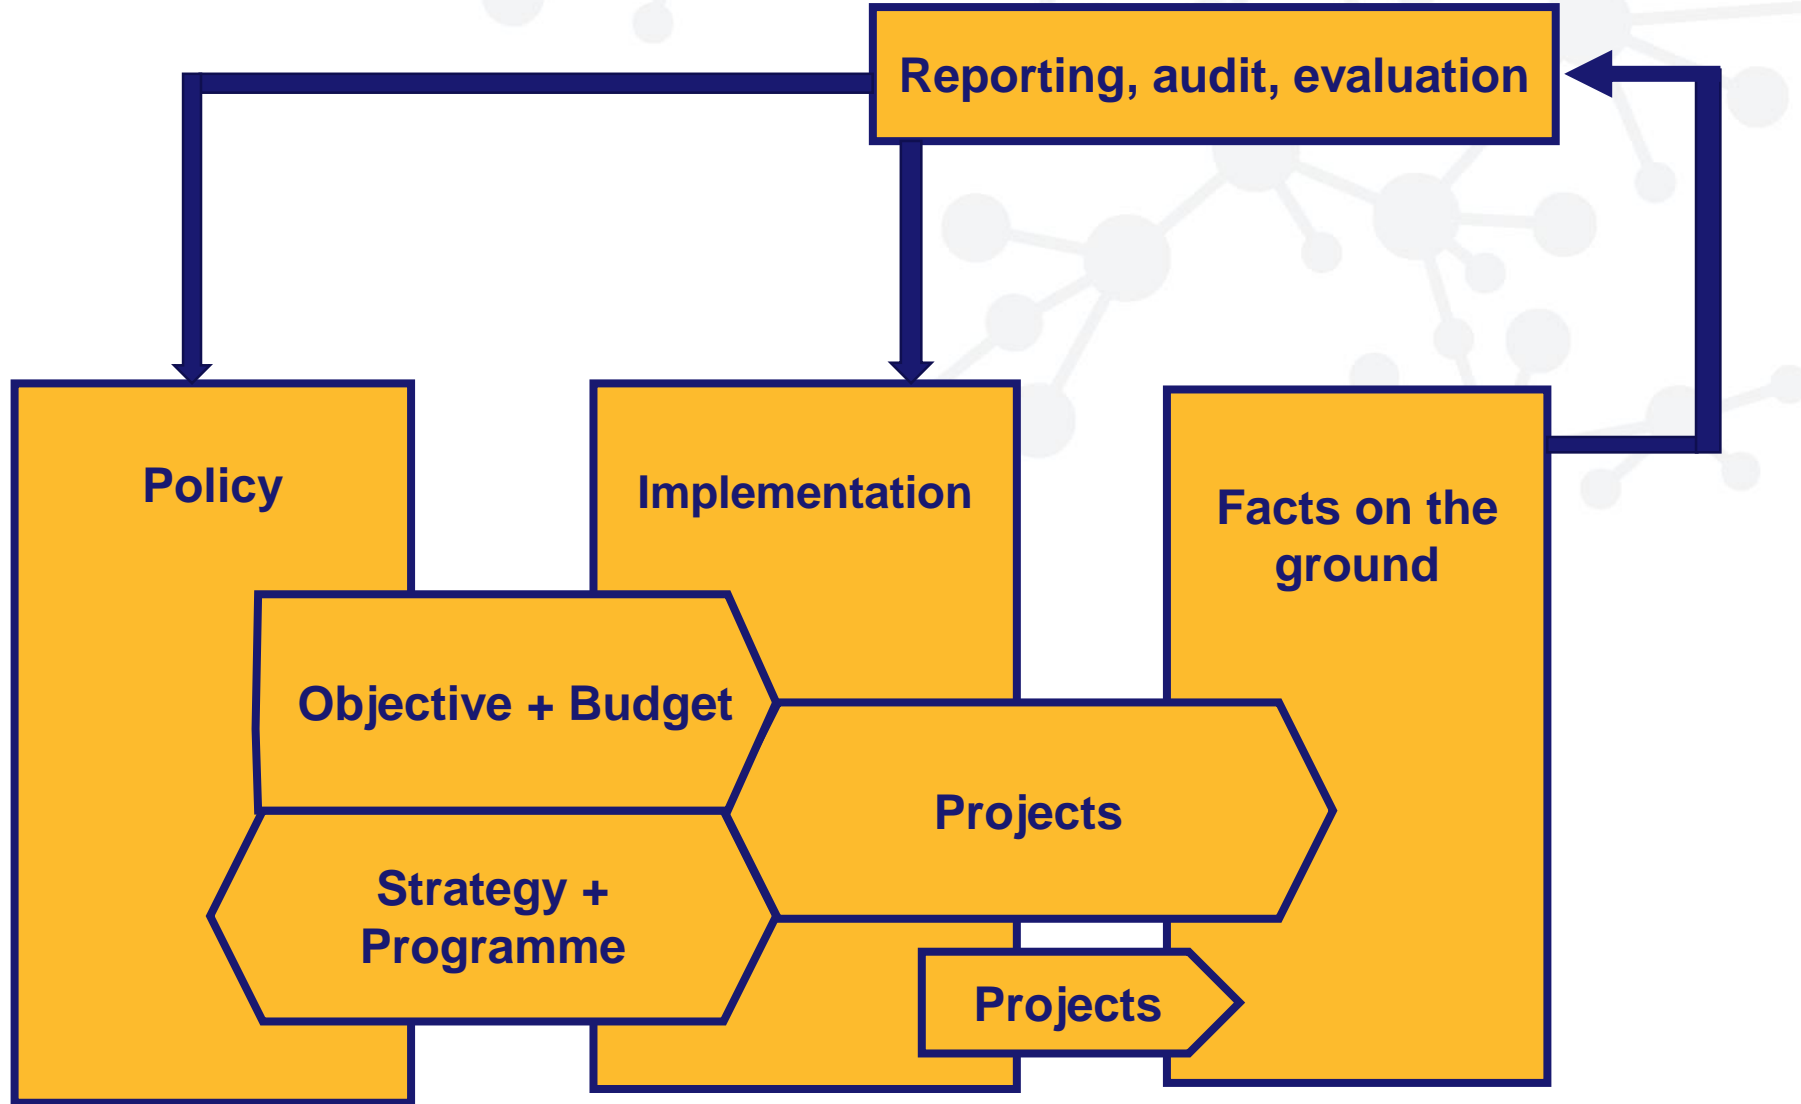 Reporting, audit, evaluation
Policy
Implementation
Facts on the
ground
Objective + Budget
Projects
Strategy +
Programme
Projects